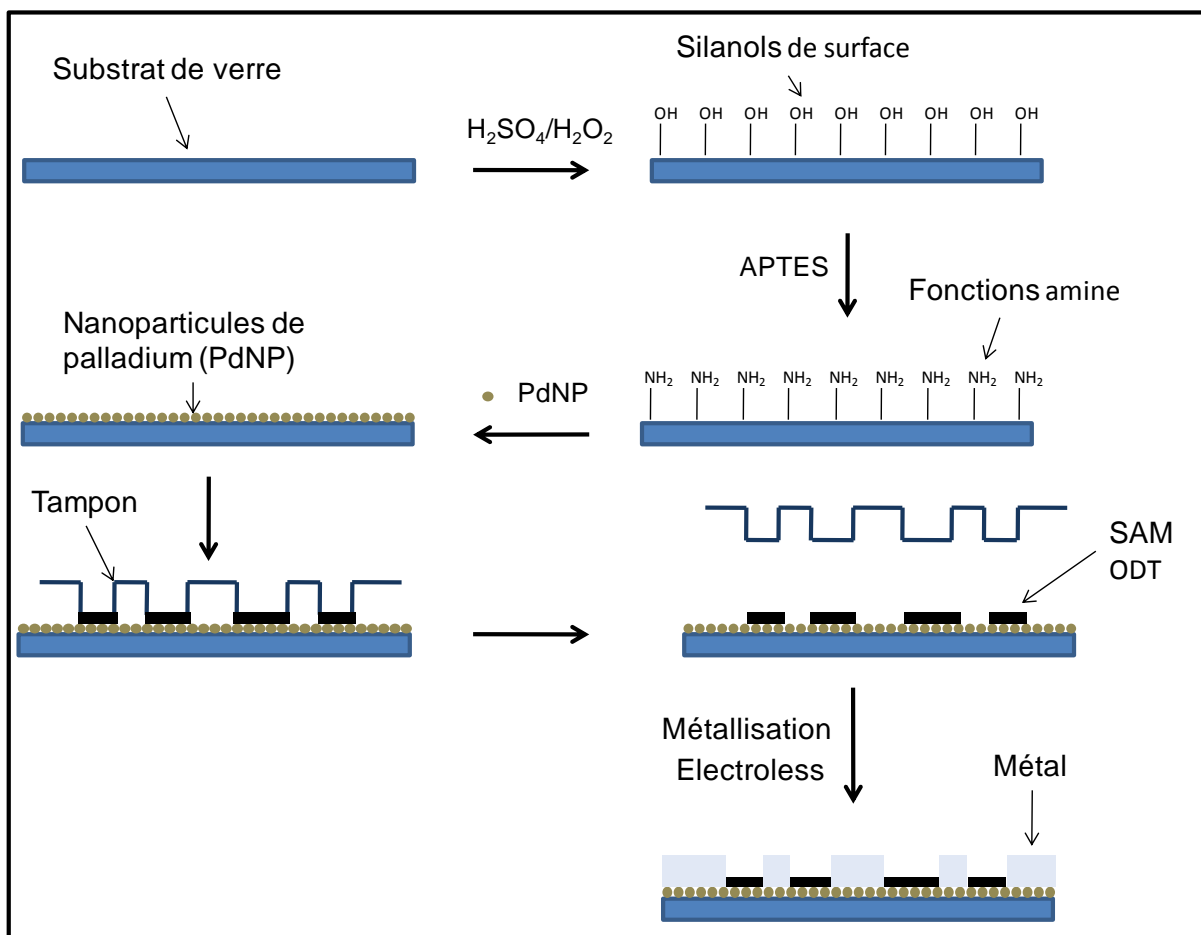 Substrat de verre
H₂SO₄/H₂O₂
Silanols de surface
OH OH OH OH OH OH OH OH OH
APTES
Fonctions amine
NH₂ NH₂ NH₂ NH₂ NH₂ NH₂ NH₂ NH₂ NH₂
PdNP
Nanoparticules de
palladium (PdNP)
Tampon
SAM
ODT
Métallisation
Electroless
Métal